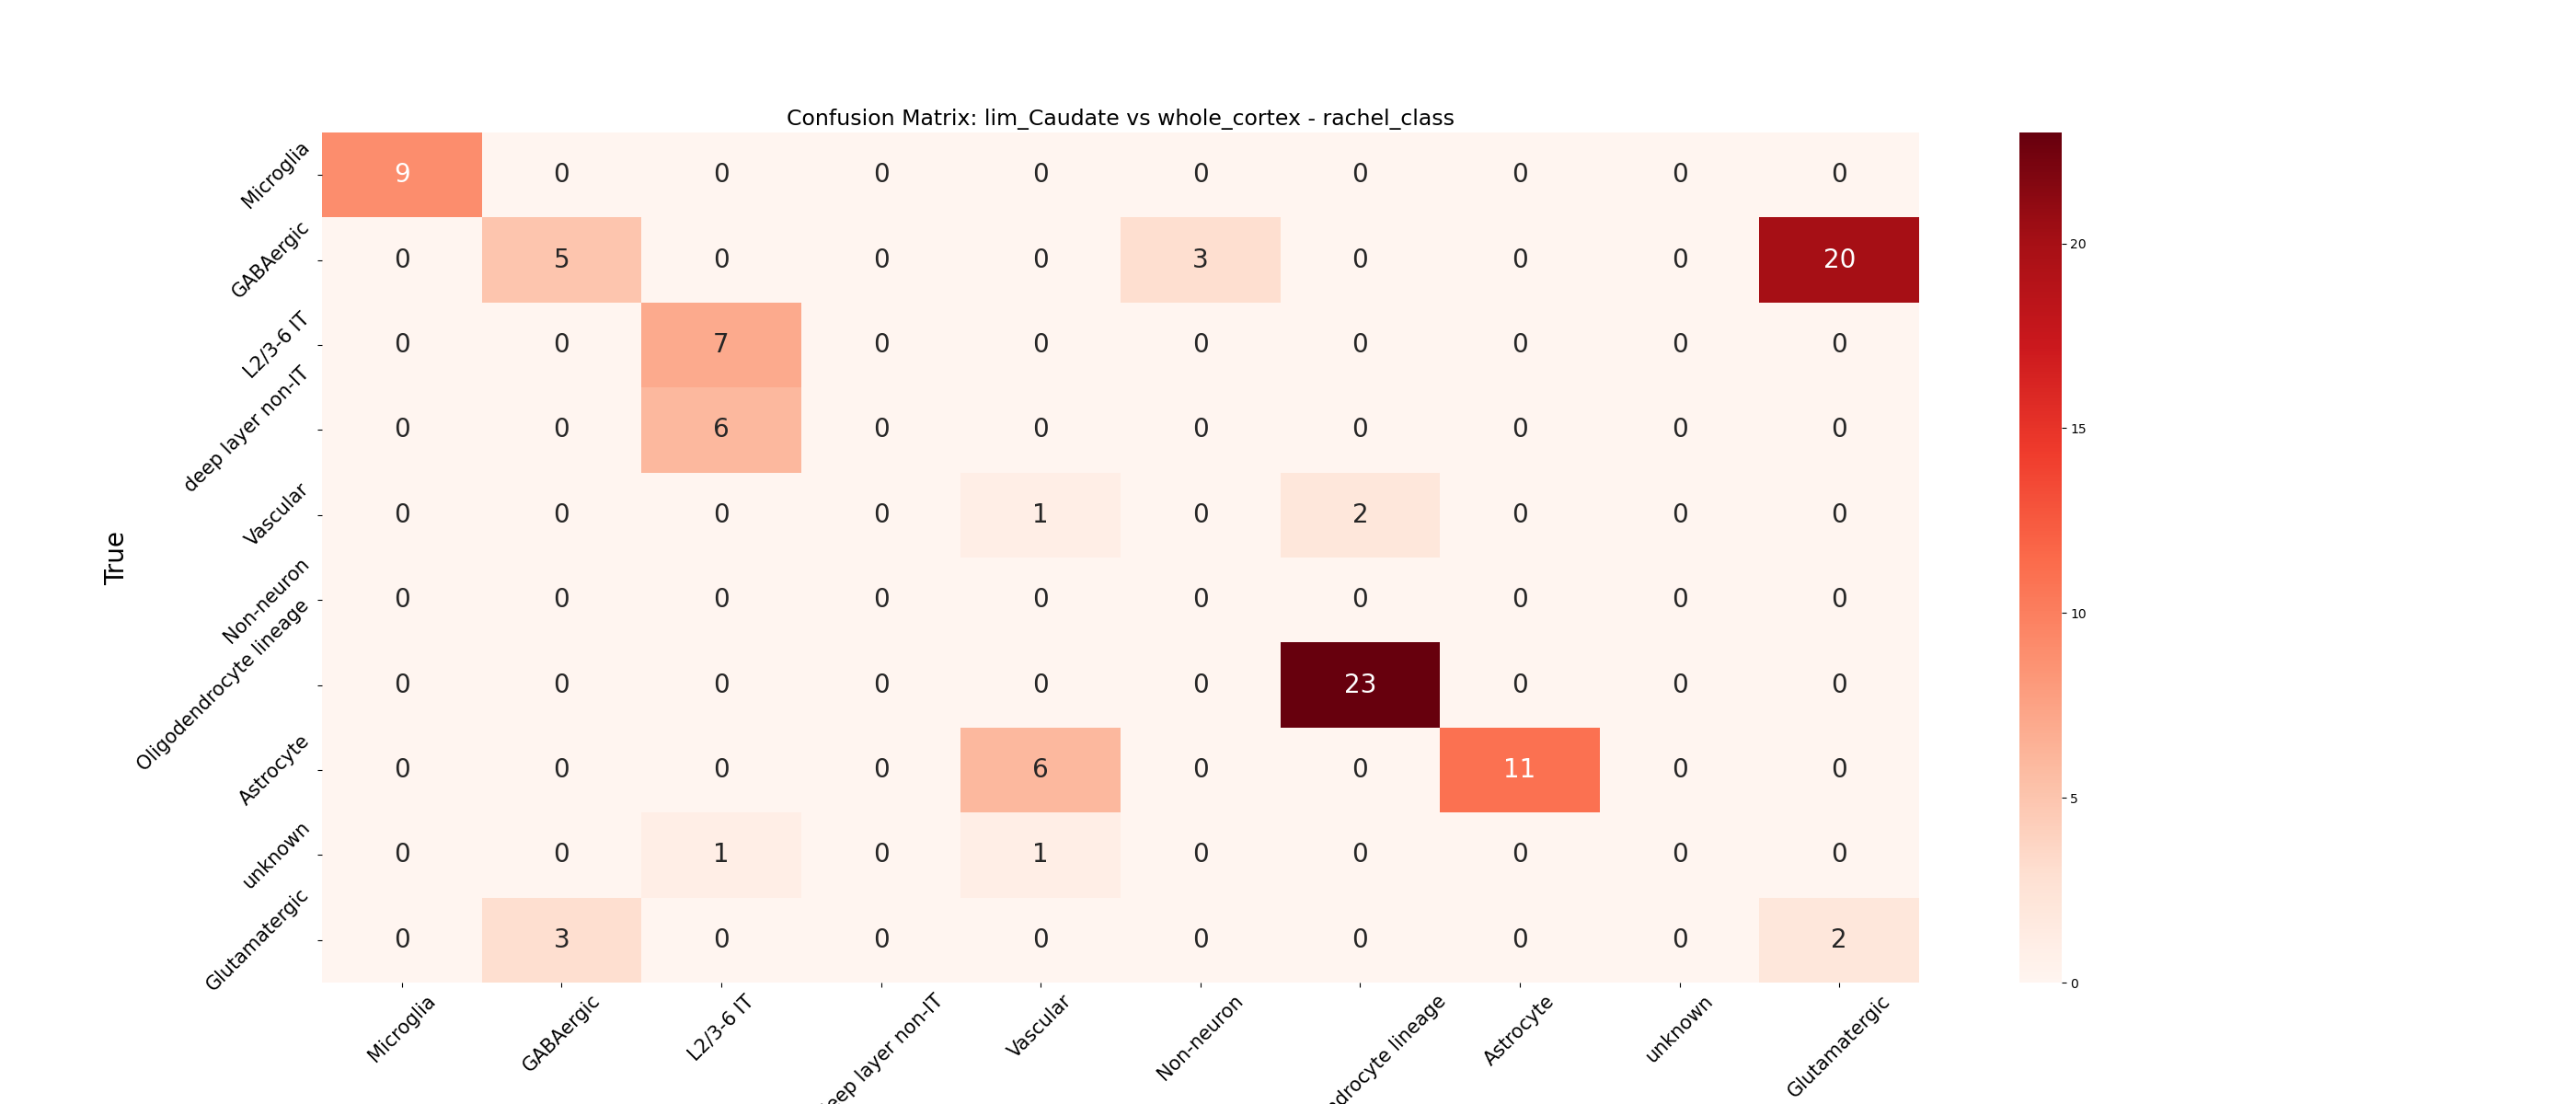 Confusion Matrix: lim_Caudate vs whole_cortex - rachel_class
Microglia 9 0 0 0 0 0 0 0 0 0
GABAergic 0 5 0 0 0 3 0 0 0 20
L2/3-6 IT 0 0 7 0 0 0 0 0 0 0
deep layer non-IT 0 0 6 0 0 0 0 0 0 0
Vascular 0 0 0 0 1 0 2 0 0 0
Non-neuron 0 0 0 0 0 0 0 0 0 0
Oligodendrocyte lineage 0 0 0 0 0 0 23 0 0 0
Astrocyte 0 0 0 0 6 0 0 11 0 0
unknown 0 0 1 0 1 0 0 0 0 0
Glutamatergic 0 3 0 0 0 0 0 0 0 2
True
Microglia GABAergic L2/3-6 IT eep layer non-IT Vascular Non-neuron ndrocyte lineage Astrocyte unknown Glutamatergic
20
15
10
5
0